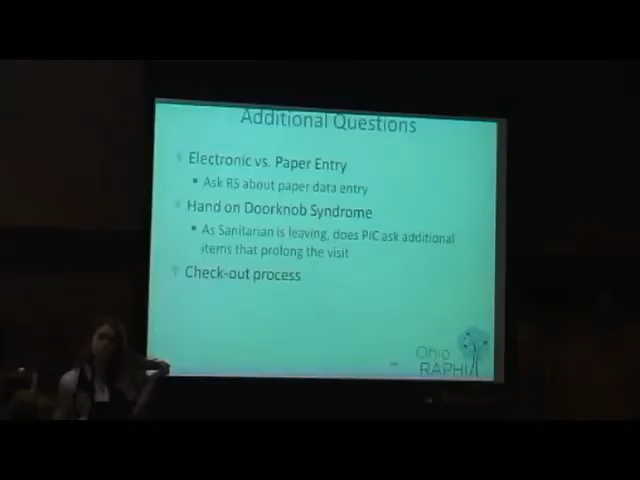 Additional Questions
Electronic vs. Paper Entry
Ask RS about paper data entry
Hand on Doorknob Syndrome
As Sanitarian is leaving, does PIC ask additional
items that prolong the visit
Check-out process
Ohio
RAPHI